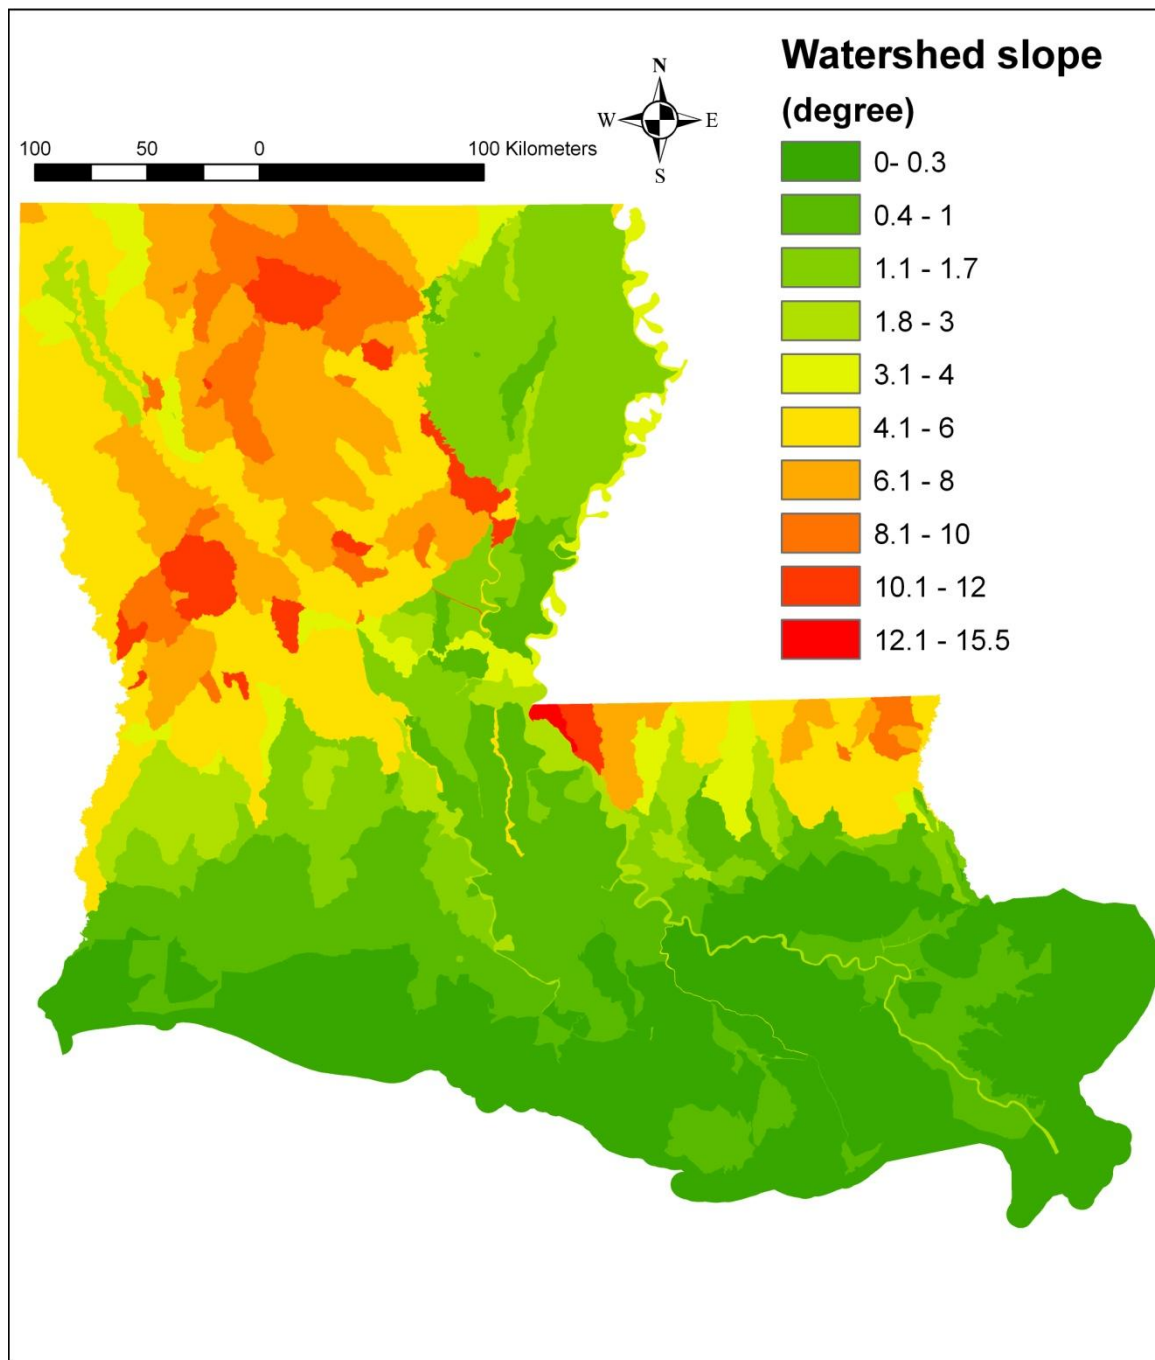 Watershed slope
(degree)
N
W E
S
100 50 0 100 Kilometers
0- 0.3
0.4 - 1
1.1 - 1.7
1.8 - 3
3.1 - 4
4.1 - 6
6.1 - 8
8.1 - 10
10.1 - 12
12.1 - 15.5